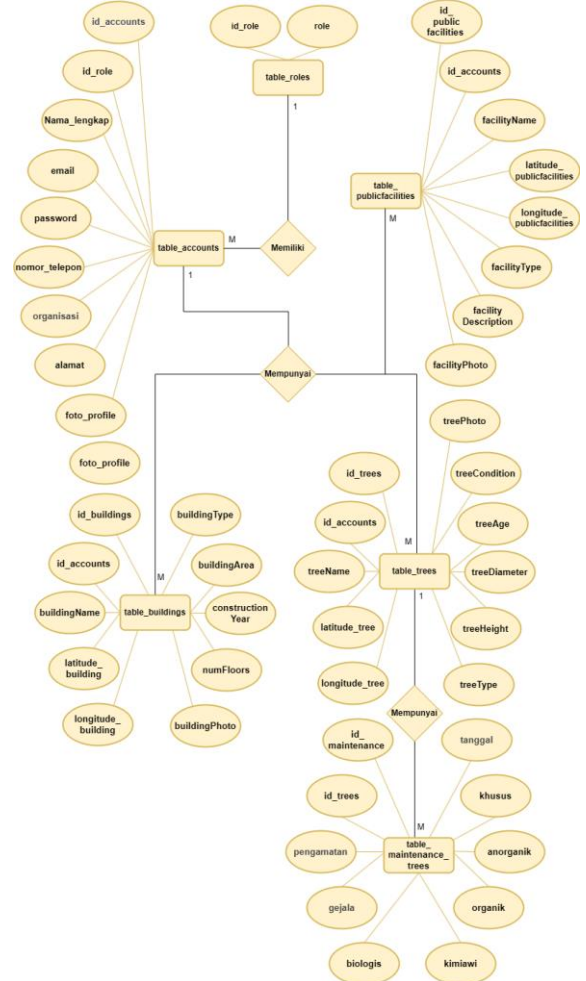 id_accounts
id_role
Nama_lengkap
email
password
nomor_telepon
organisasi
alamat
foto_profile
foto_profile
table_accounts
id_role
role
table_roles
1
M
Memiliki
1
id_
public
facilities
id_accounts
facilityName
latitude_
publicfacilities
longitude_
publicfacilities
facilityType
facility
Description
facilityPhoto
table_
publicfacilities
M
Mempunyai
id_buildings
id_accounts
buildingName
latitude_
building
longitude_
building
M
table_buildings
buildingType
buildingArea
construction
Year
numFloors
buildingPhoto
id_trees
id_accounts
treeName
latitude_tree
longitude_tree
M
table_trees
1
treePhoto
treeCondition
treeAge
treeDiameter
treeHeight
treeType
Mempunyai
id_
maintenance
id_trees
pengamatan
gejala
biologis
M
table_
maintenance_
trees
tanggal
khusus
anorganik
organik
kimiawi